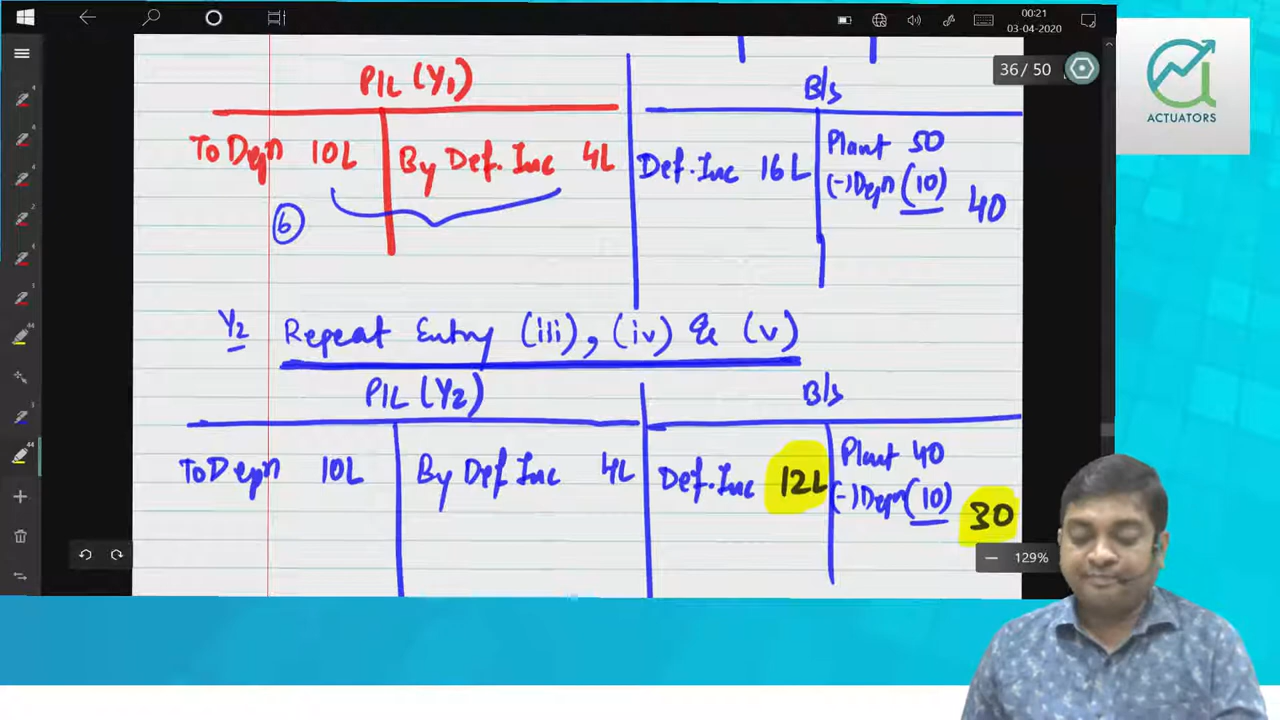 00:21
03-04-2020
36 / 50
ACTUATORS
P/L (Y1)
To Depn 10L By Def. Inc 4L
6
B/s
Def. Inc 16L
Plant 50
(-) Depn (10) 40
Y2 Repeat Entry (iii), (iv) & (v)
P/L (Y2)
To Depn 10L By Def Inc 4L
B/s
Def. Inc 12L
Plant 40
(-) Depn (10) 30
129%